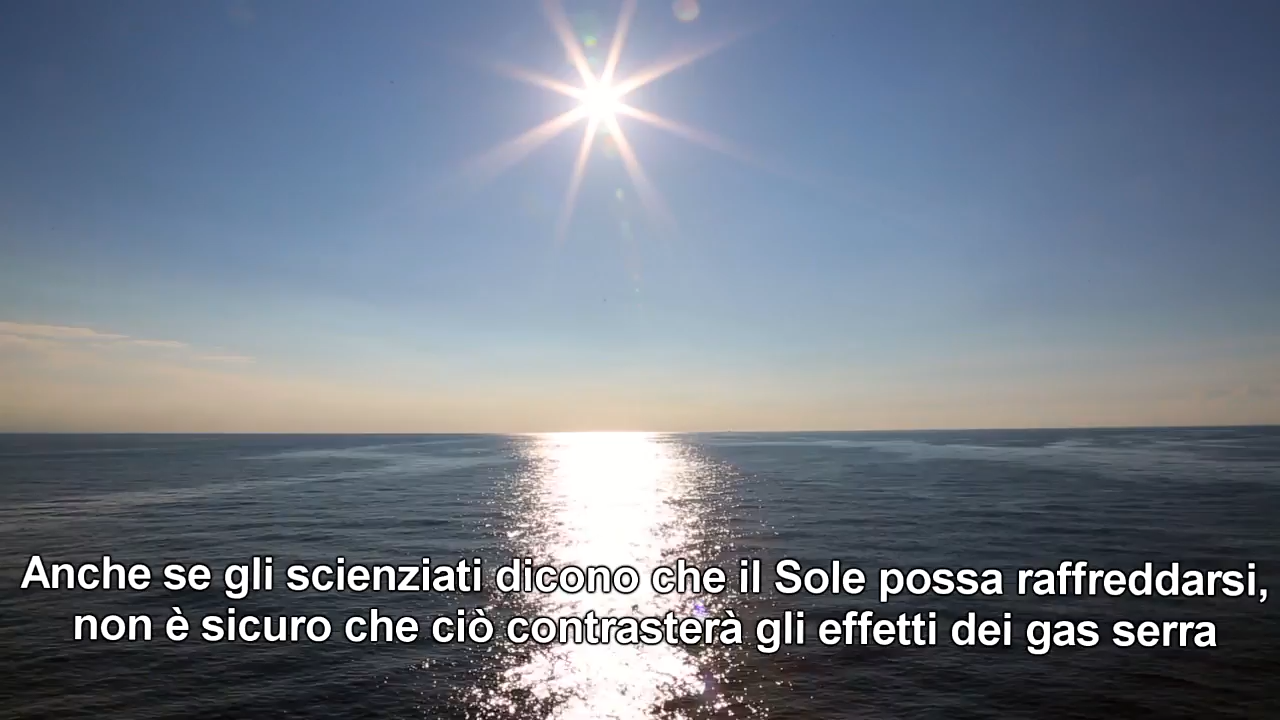 Anche se gli scienziati dicono che il Sole possa raffreddarsi,
non è sicuro che ciò contrasterà gli effetti dei gas serra